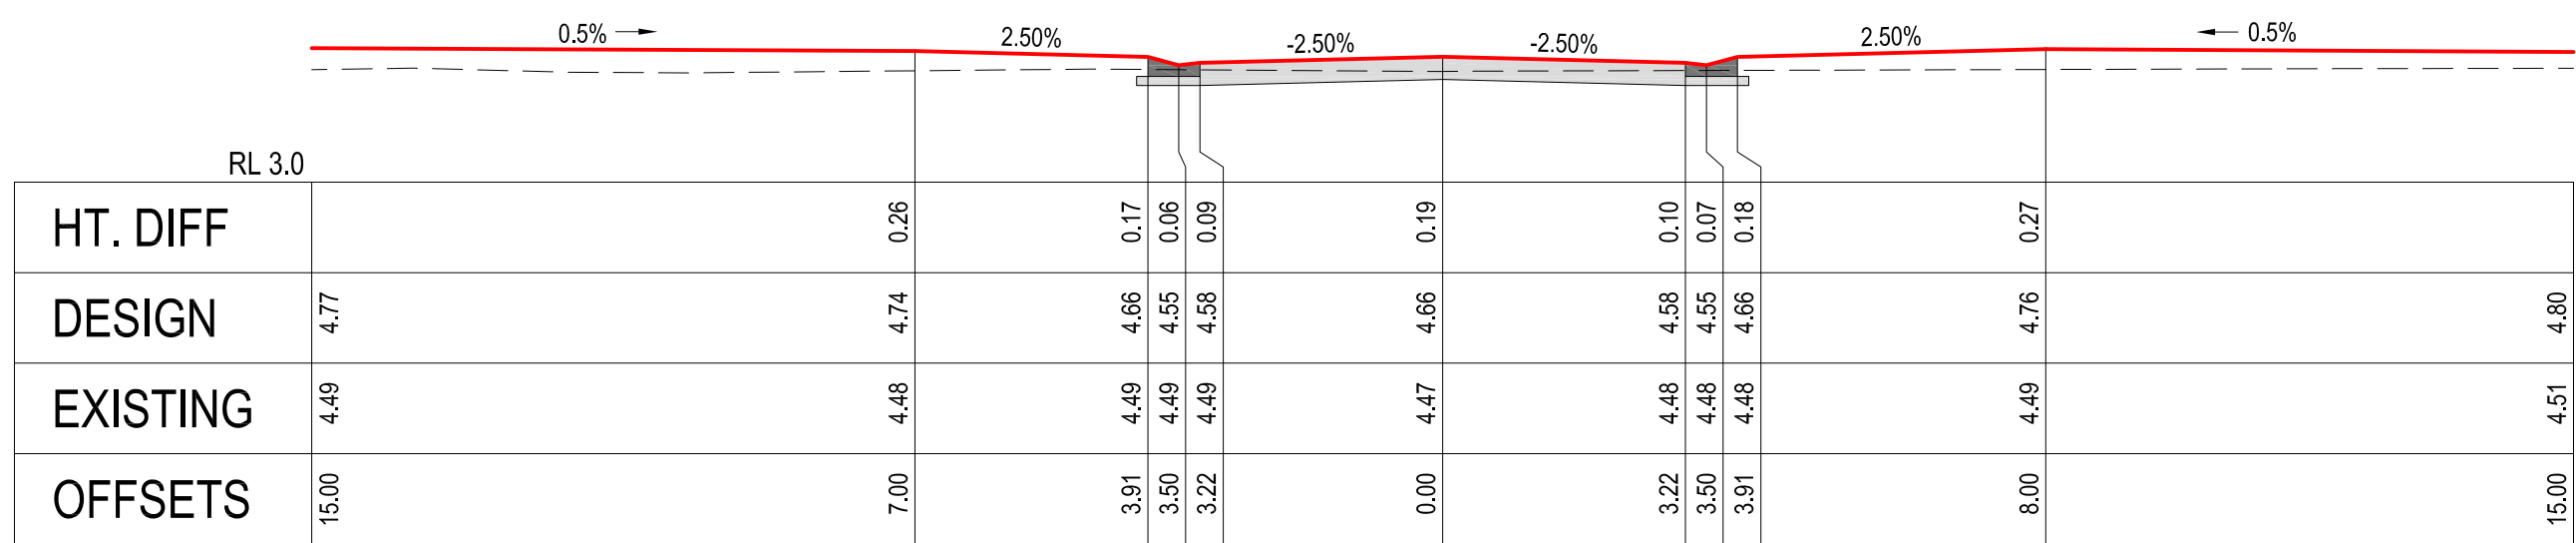 0.5% 2.50% -2.50% -2.50% 2.50% 0.5%
RL 3.0
HT. DIFF 0.26 0.17 0.06 0.09 0.19 0.10 0.07 0.18 0.27
DESIGN 4.77 4.74 4.66 4.55 4.58 4.66 4.58 4.55 4.66 4.76 4.80
EXISTING 4.49 4.48 4.49 4.49 4.49 4.47 4.48 4.48 4.48 4.49 4.51
OFFSETS 15.00 7.00 3.91 3.50 3.22 0.00 3.22 3.50 3.91 8.00 15.00